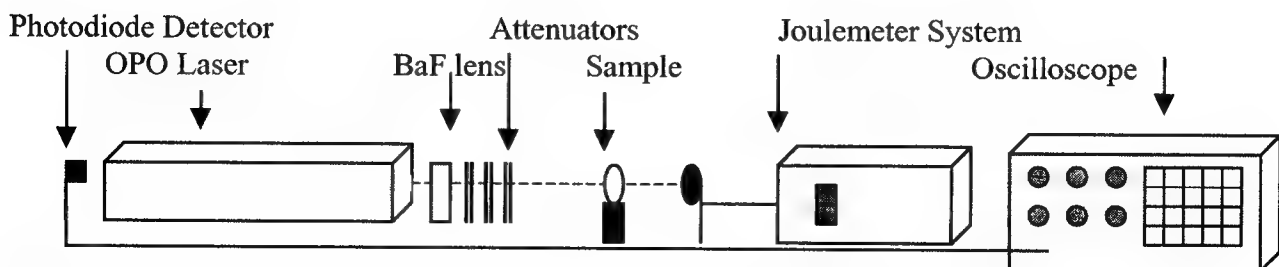 Photodiode Detector Attenuators Joulemeter System
OPO Laser BaF lens Sample Oscilloscope